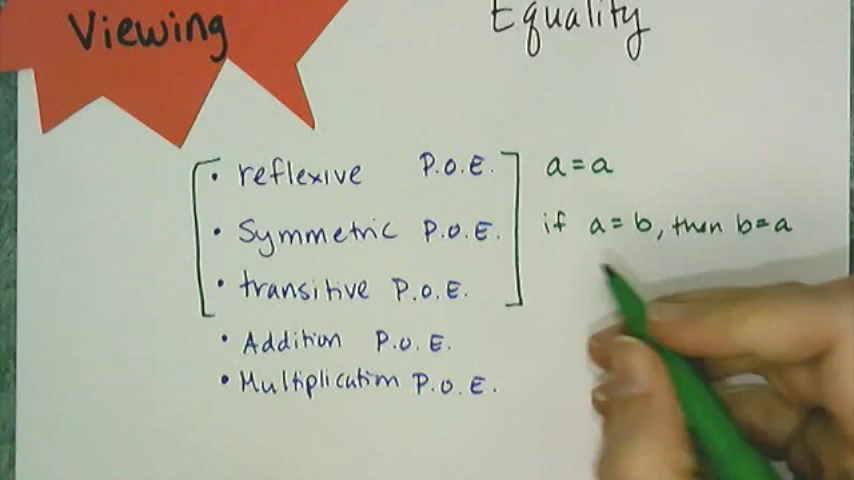 Viewing
Equality
• reflexive P.O.E. a = a
• Symmetric P.O.E. if a = b, then b = a
• transitive P.O.E.
• Addition P.O.E.
• Multiplication P.O.E.